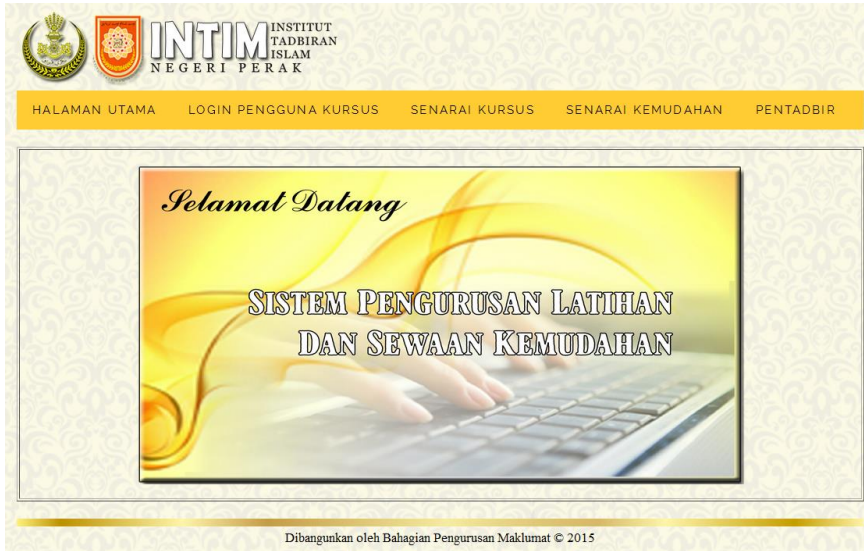 INTIM
INSTITUT
TADBIRAN
ISLAM
NEGERI PERAK
HALAMAN UTAMA LOGIN PENGGUNA KURSUS SENARAI KURSUS SENARAI KEMUDAHAN PENTADBIR
Selamat Datang
SISTEM PENGURUSAN LATIHAN
DAN SEWAAN KEMUDAHAN
Dibangunkan oleh Bahagian Pengurusan Maklumat © 2015